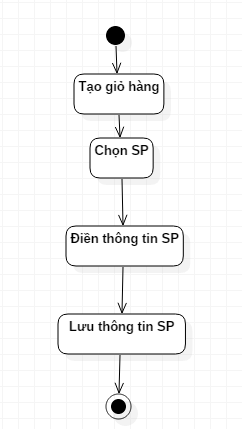 Tạo giỏ hàng
Chọn SP
Điền thông tin SP
Lưu thông tin SP